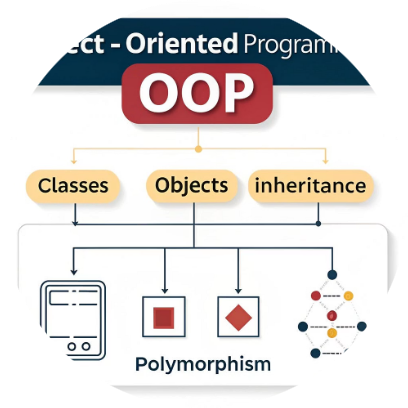 ect - Oriented Program
OOP
Classes
Objects
inheritance
Polymorphism